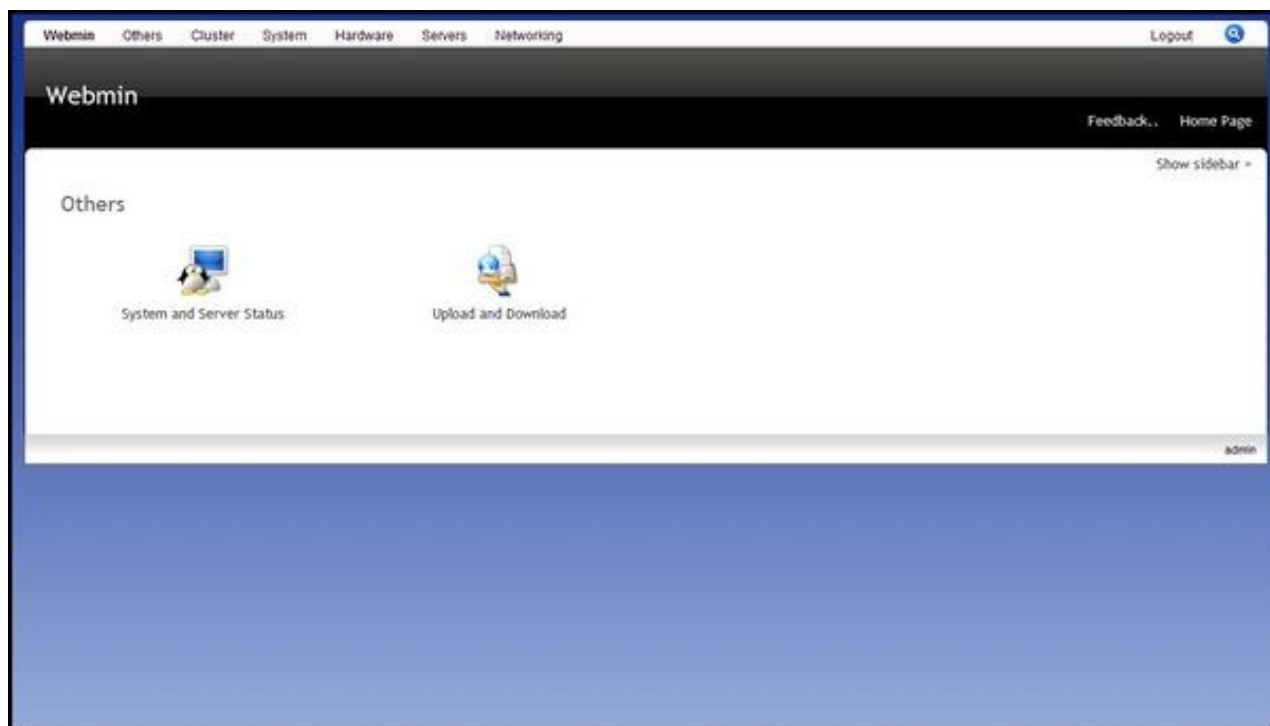 Webmin Others Cluster System Hardware Servers Networking Logout
Webmin
Feedback.. Home Page
Show sidebar »
Others
System and Server Status Upload and Download
admin